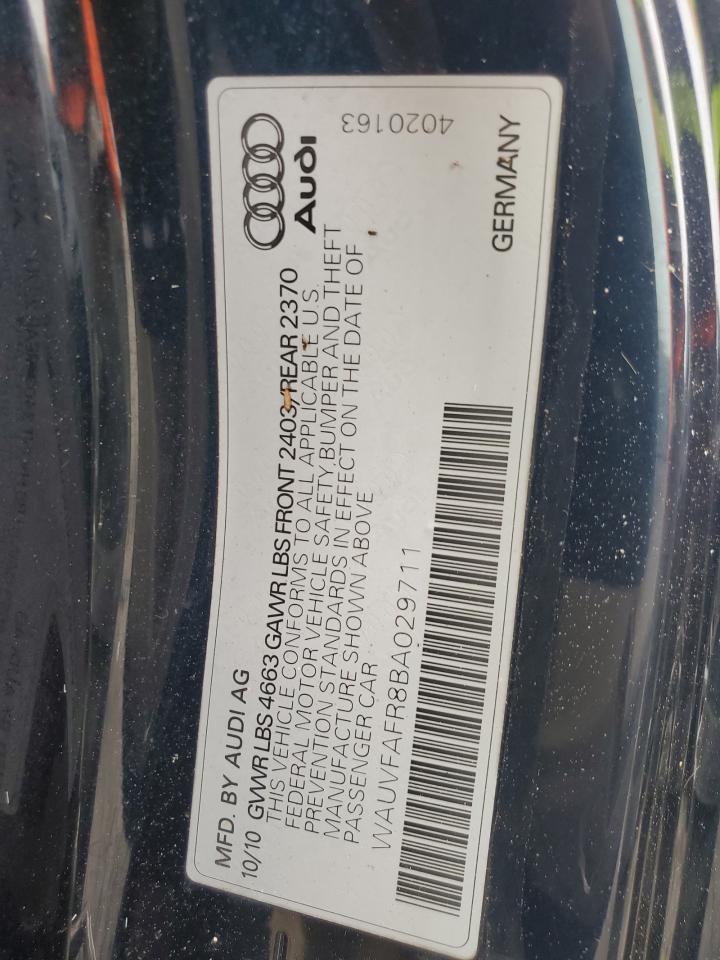 MFD. BY AUDI AG
10/10 GVWR LBS 4663 GAWR LBS FRONT 2403/REAR 2370
THIS VEHICLE CONFORMS TO ALL APPLICABLE U.S.
FEDERAL MOTOR VEHICLE SAFETY, BUMPER AND THEFT
PREVENTION STANDARDS IN EFFECT ON THE DATE OF
MANUFACTURE SHOWN ABOVE
PASSENGER CAR
WAUVFAFR8BA029711
Audi
4020163
GERMANY